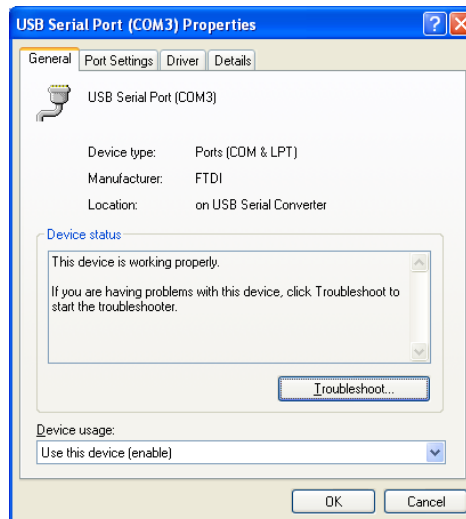 USB Serial Port (COM3) Properties
General Port Settings Driver Details
USB Serial Port (COM3)
Device type: Ports (COM & LPT)
Manufacturer: FTDI
Location: on USB Serial Converter
Device status
This device is working properly.
If you are having problems with this device, click Troubleshoot to
start the troubleshooter.
Troubleshoot...
Device usage:
Use this device (enable)
OK Cancel